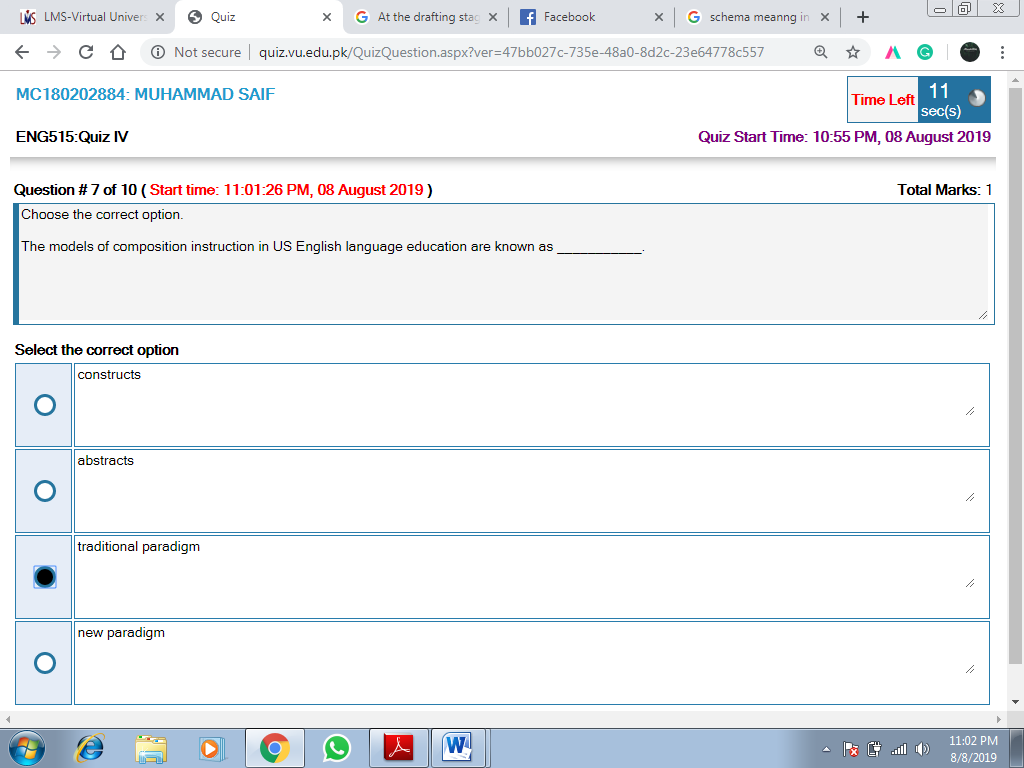 LMS-Virtual Univers
Quiz
At the drafting stag
Facebook
schema meanng in
Not secure
quiz.vu.edu.pk/QuizQuestion.aspx?ver=47bb027c-735e-48a0-8d2c-23e64778c557
MC180202884: MUHAMMAD SAIF
Time Left 11 sec(s)
ENG515:Quiz IV
Quiz Start Time: 10:55 PM, 08 August 2019
Question # 7 of 10 ( Start time: 11:01:26 PM, 08 August 2019 )
Total Marks: 1
Choose the correct option.
The models of composition instruction in US English language education are known as ___________.
Select the correct option
constructs
abstracts
traditional paradigm
new paradigm
11:02 PM
8/8/2019